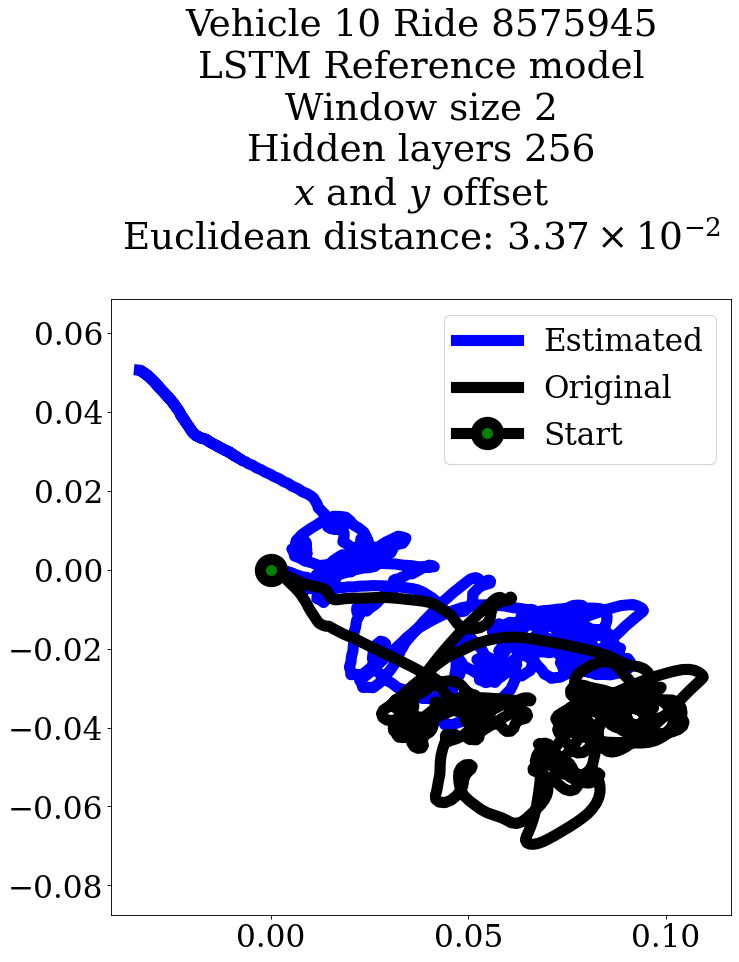 Vehicle 10 Ride 8575945
LSTM Reference model
Window size 2
Hidden layers 256
x and y offset
Euclidean distance: 3.37 × 10⁻²
Estimated
Original
Start
0.06
0.04
0.02
0.00
−0.02
−0.04
−0.06
−0.08
0.00 0.05 0.10